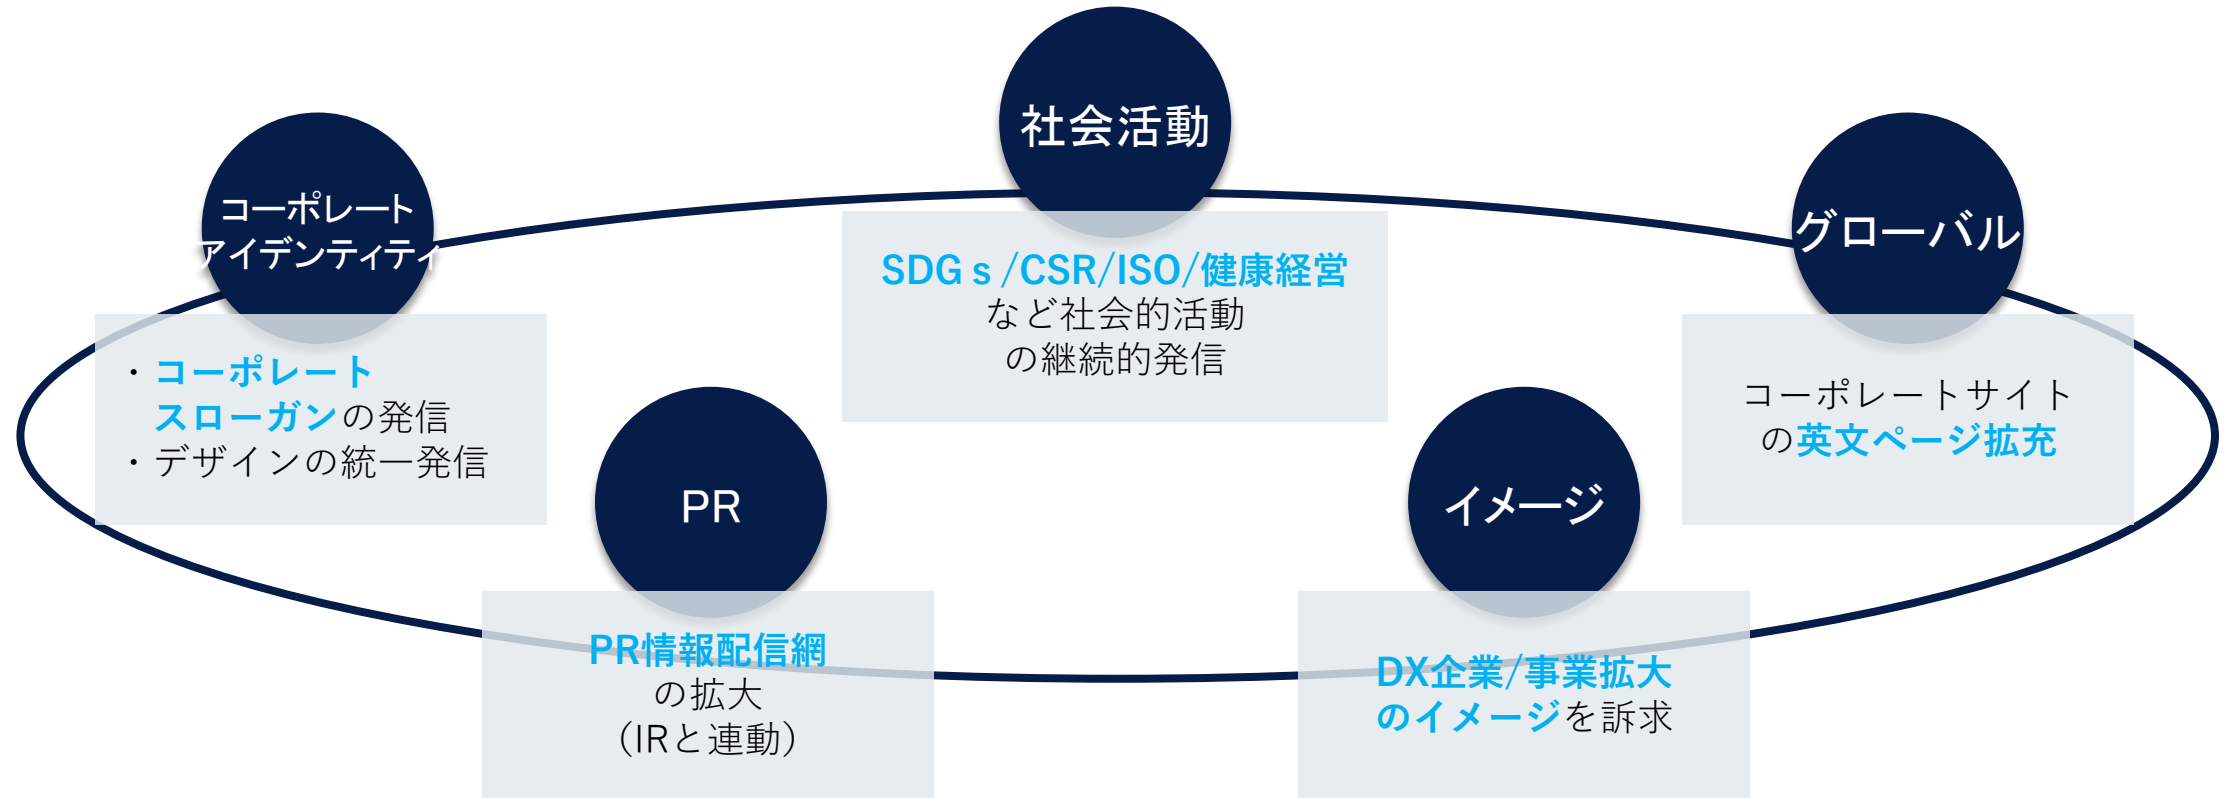 社会活動
SDGｓ/CSR/ISO/健康経営
など社会的活動
の継続的発信
コーポレート
アイデンティティ
・コーポレート
スローガンの発信
・デザインの統一発信
グローバル
コーポレートサイト
の英文ページ拡充
PR
PR情報配信網
の拡大
（IRと連動）
イメージ
DX企業/事業拡大
のイメージを訴求